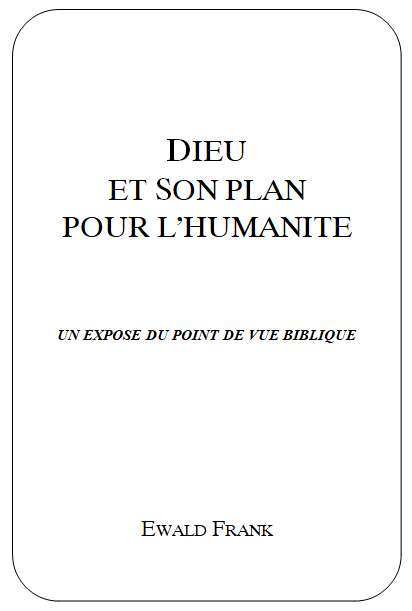 DIEU
ET SON PLAN
POUR L’HUMANITE
UN EXPOSE DU POINT DE VUE BIBLIQUE
EWALD FRANK